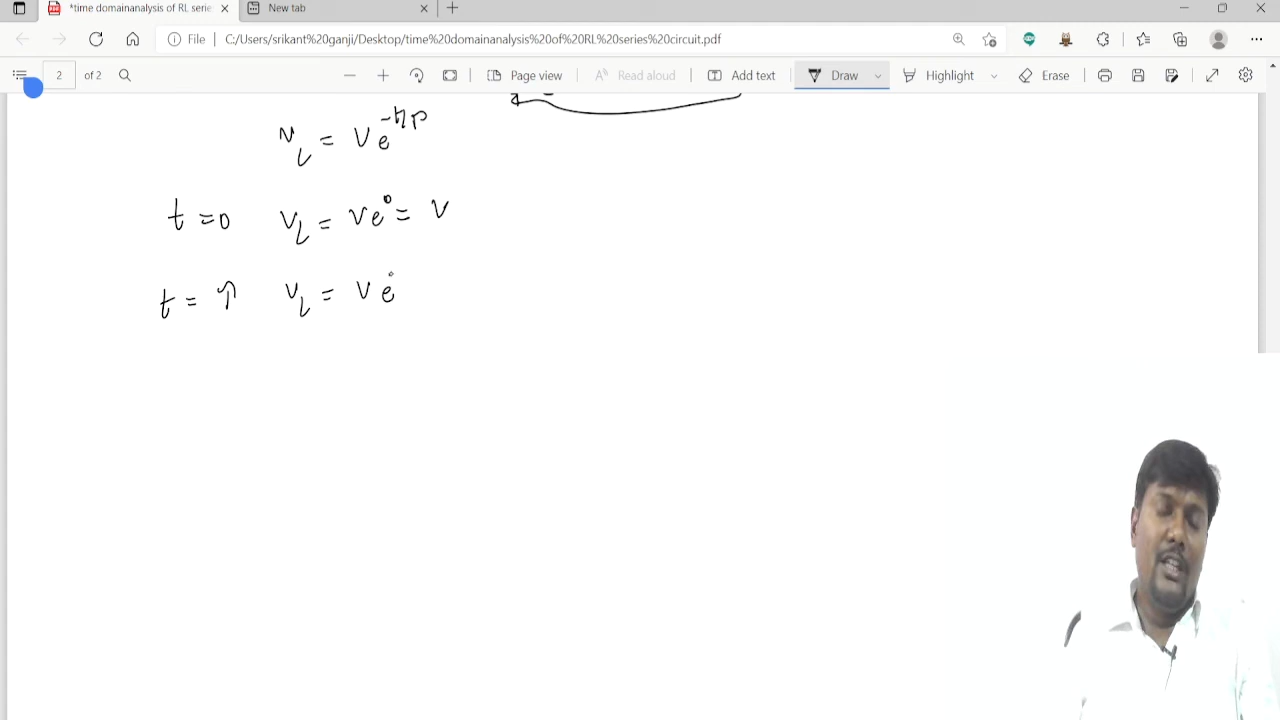 *time domainanalysis of RL serie
New tab
File
C:/Users/srikant%20ganji/Desktop/time%20domainanalysis%20of%20RL%20series%20circuit.pdf
2 of 2
Page view
Read aloud
Add text
Draw
Highlight
Erase
t = 0 V_L = V e^0 = V
V_L = V e